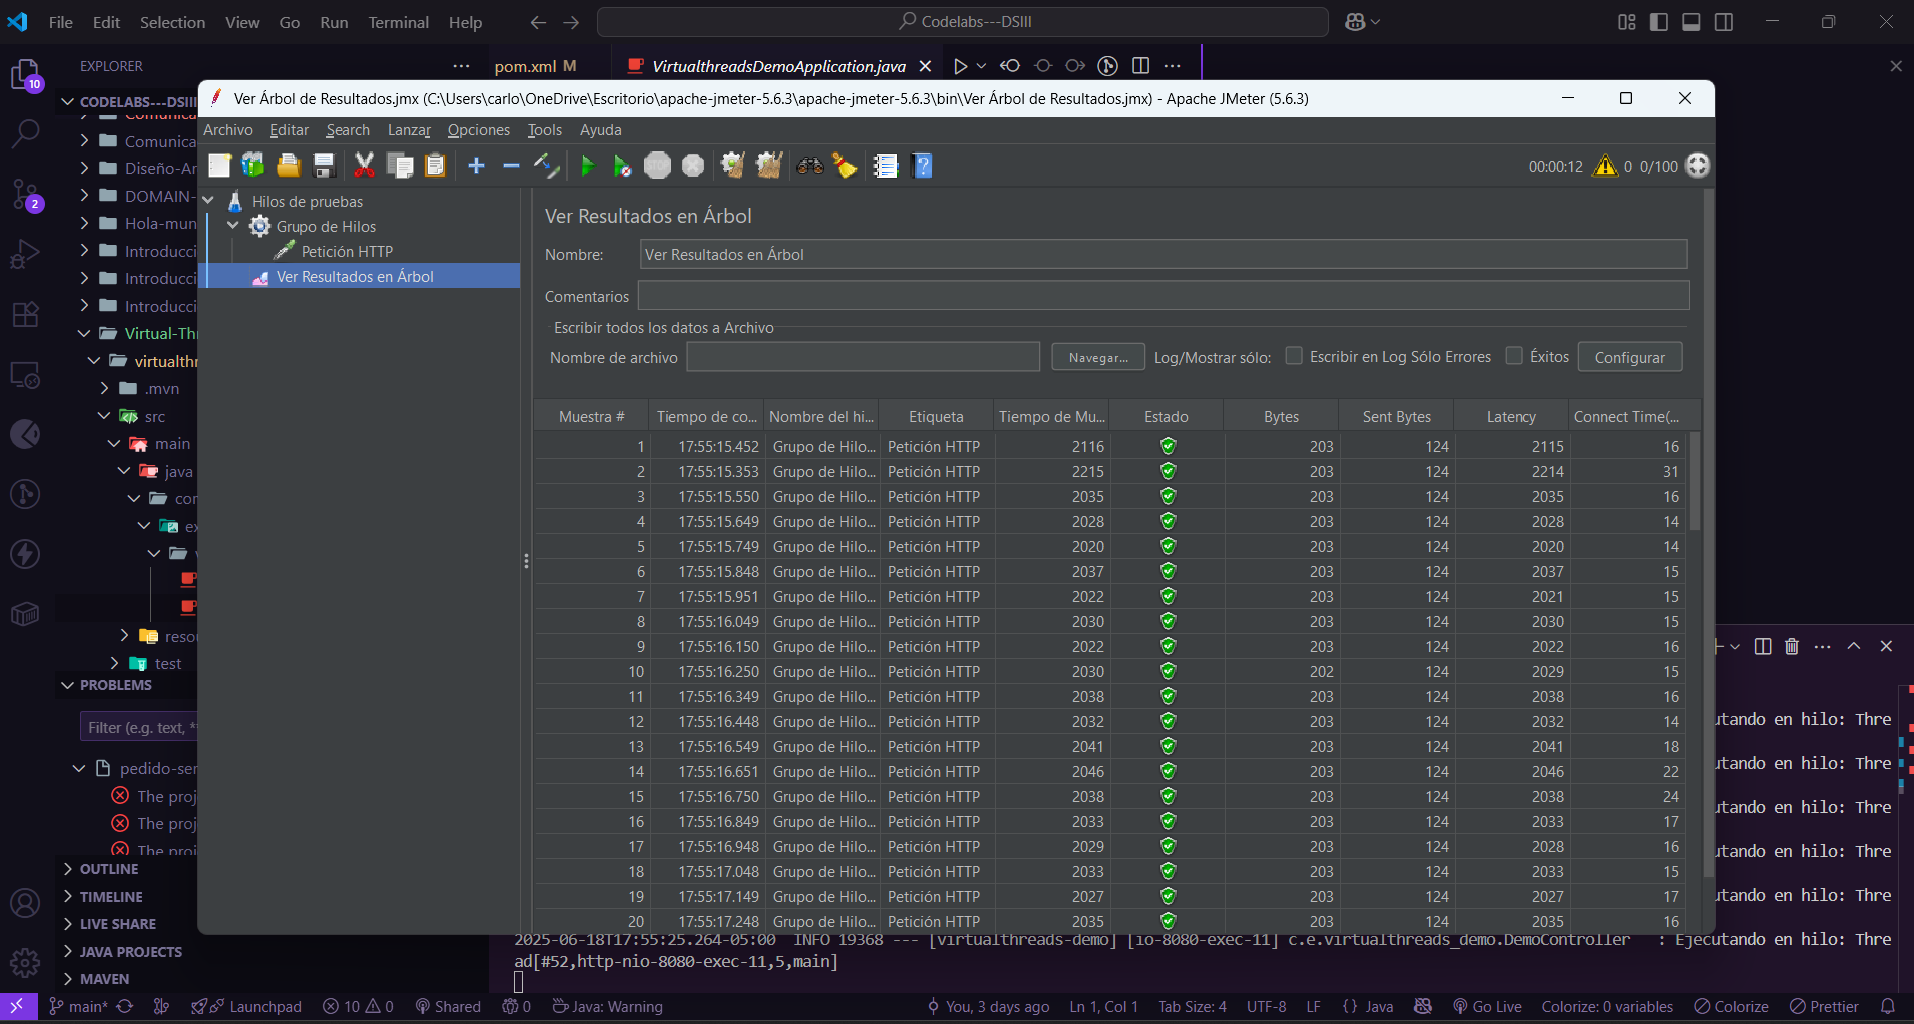 File Edit Selection View Go Run Terminal Help
Codelabs---DSIII
EXPLORER
pom.xml M
VirtualthreadsDemoApplication.java
10
CODELABS---DSIII
Comunica
Diseño-Ar
DOMAIN-
Hola-mun
Introducci
Introducci
Introducci
Virtual-Th
virtualth
.mvn
src
main
java
cor
ex
resou
test
2
PROBLEMS
Filter (e.g. text, *
pedido-ser
The proj
The proj
The proj
OUTLINE
TIMELINE
LIVE SHARE
JAVA PROJECTS
MAVEN
Ver Árbol de Resultados.jmx (C:\Users\carlo\OneDrive\Escritorio\apache-jmeter-5.6.3\apache-jmeter-5.6.3\bin\Ver Árbol de Resultados.jmx) - Apache JMeter (5.6.3)
Archivo Editar Search Lanzar Opciones Tools Ayuda
STOP
00:00:12 0 0/100
Hilos de pruebas
Grupo de Hilos
Petición HTTP
Ver Resultados en Árbol
Ver Resultados en Árbol
Nombre: Ver Resultados en Árbol
Comentarios
Escribir todos los datos a Archivo
Nombre de archivo Navegar... Log/Mostrar sólo: Escribir en Log Sólo Errores Éxitos Configurar
Muestra # Tiempo de co... Nombre del hi... Etiqueta Tiempo de Mu... Estado Bytes Sent Bytes Latency Connect Time(...
1 17:55:15.452 Grupo de Hilo... Petición HTTP 2116 203 124 2115 16
2 17:55:15.353 Grupo de Hilo... Petición HTTP 2215 203 124 2214 31
3 17:55:15.550 Grupo de Hilo... Petición HTTP 2035 203 124 2035 16
4 17:55:15.649 Grupo de Hilo... Petición HTTP 2028 203 124 2028 14
5 17:55:15.749 Grupo de Hilo... Petición HTTP 2020 203 124 2020 14
6 17:55:15.848 Grupo de Hilo... Petición HTTP 2037 203 124 2037 15
7 17:55:15.951 Grupo de Hilo... Petición HTTP 2022 203 124 2021 15
8 17:55:16.049 Grupo de Hilo... Petición HTTP 2030 203 124 2030 15
9 17:55:16.150 Grupo de Hilo... Petición HTTP 2022 203 124 2022 16
10 17:55:16.250 Grupo de Hilo... Petición HTTP 2030 202 124 2029 15
11 17:55:16.349 Grupo de Hilo... Petición HTTP 2038 203 124 2038 16
12 17:55:16.448 Grupo de Hilo... Petición HTTP 2032 203 124 2032 14
13 17:55:16.549 Grupo de Hilo... Petición HTTP 2041 203 124 2041 18
14 17:55:16.651 Grupo de Hilo... Petición HTTP 2046 203 124 2046 22
15 17:55:16.750 Grupo de Hilo... Petición HTTP 2038 203 124 2038 24
16 17:55:16.849 Grupo de Hilo... Petición HTTP 2033 203 124 2033 17
17 17:55:16.948 Grupo de Hilo... Petición HTTP 2029 203 124 2028 16
18 17:55:17.048 Grupo de Hilo... Petición HTTP 2033 203 124 2033 15
19 17:55:17.149 Grupo de Hilo... Petición HTTP 2027 203 124 2027 17
20 17:55:17.248 Grupo de Hilo... Petición HTTP 2035 203 124 2035 16
utando en hilo: Thre
utando en hilo: Thre
utando en hilo: Thre
utando en hilo: Thre
utando en hilo: Thre
2025-06-18T17:55:25.264-05:00 INFO 19368 --- [virtualthreads-demo] [io-8080-exec-11] c.e.virtualthreads_demo.DemoController : Ejecutando en hilo: Thre
ad[#52,http-nio-8080-exec-11,5,main]
main* Launchpad 10 0 Shared 0 Java: Warning You, 3 days ago Ln 1, Col 1 Tab Size: 4 UTF-8 LF {} Java Go Live Colorize: 0 variables Colorize Prettier